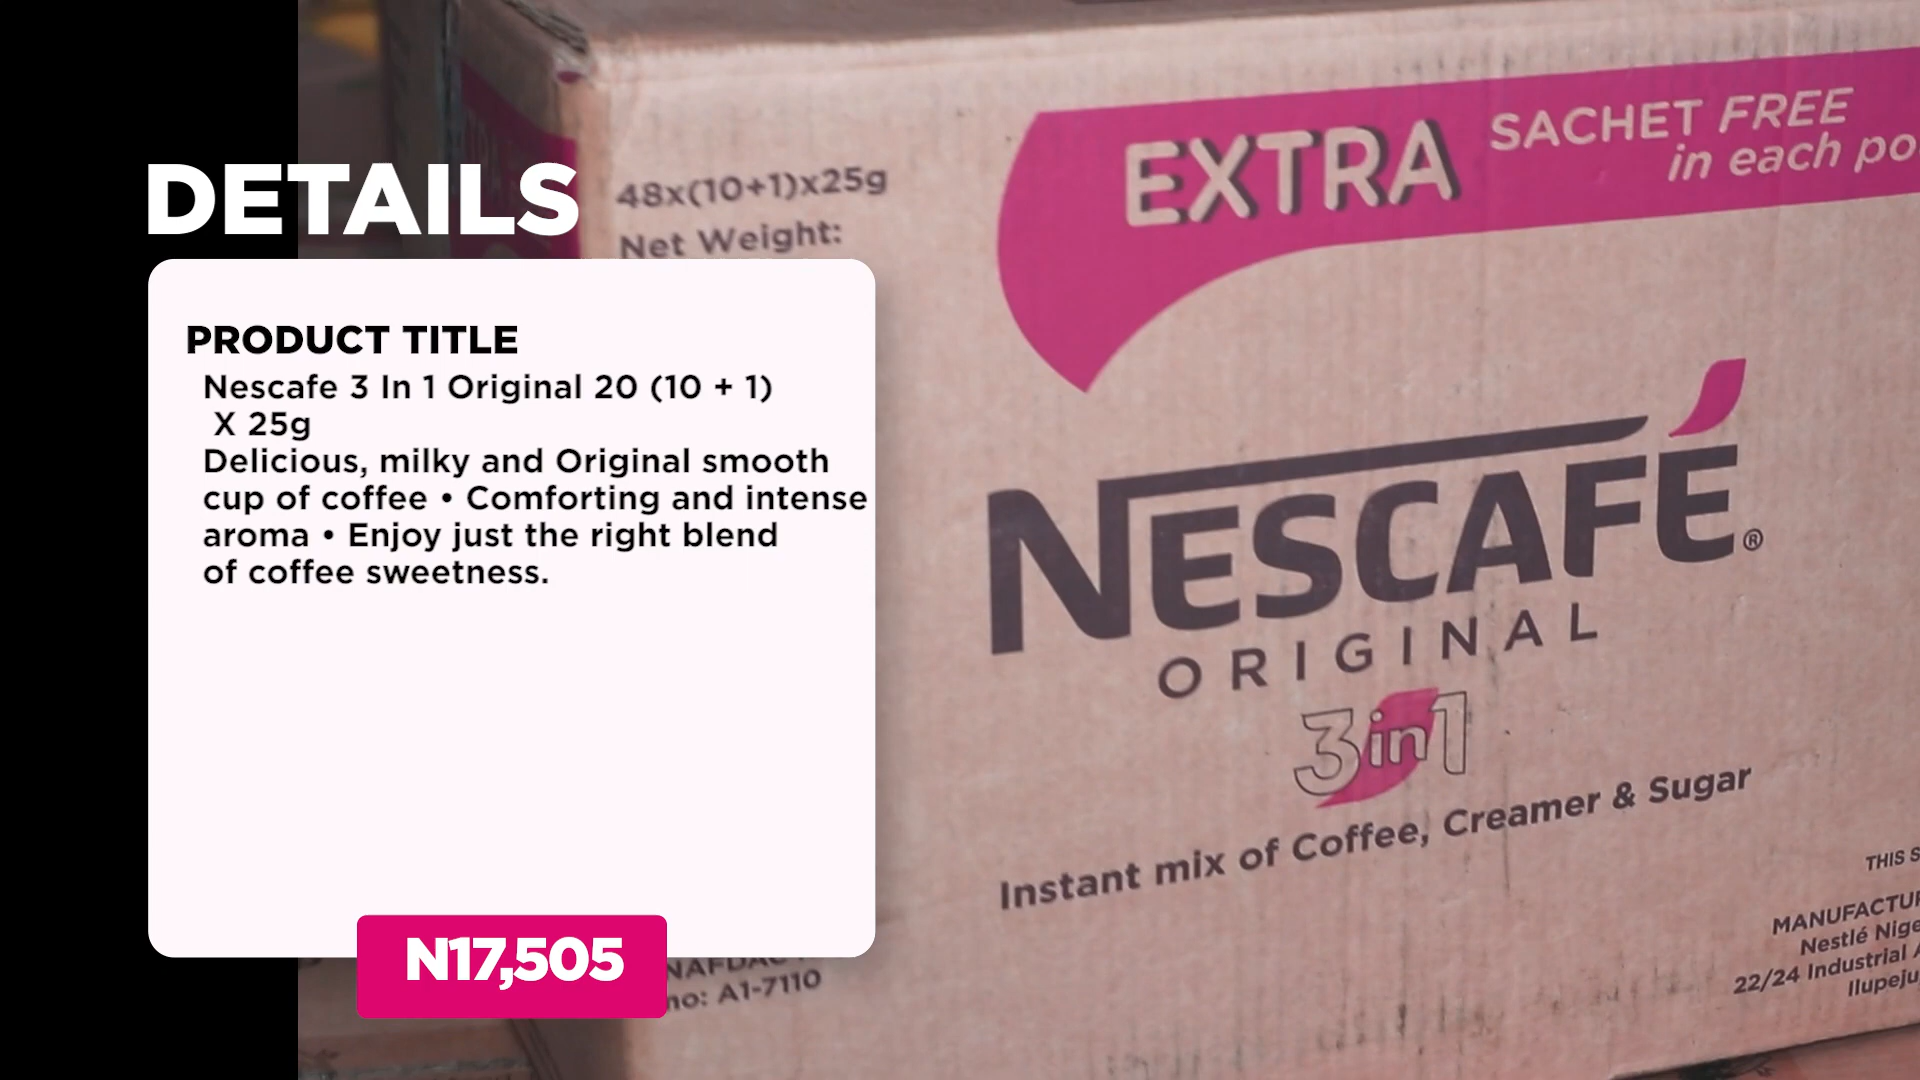 DETAILS
PRODUCT TITLE
Nescafe 3 In 1 Original 20 (10 + 1)
X 25g
Delicious, milky and Original smooth
cup of coffee • Comforting and intense
aroma • Enjoy just the right blend
of coffee sweetness.
N17,505
48x(10+1)x25g
Net Weight:
EXTRA
SACHET FREE
in each po
NESCAFÉ®
ORIGINAL
3in1
Instant mix of Coffee, Creamer & Sugar
THIS S
MANUFACTUR
Nestlé Nige
22/24 Industrial A
Ilupeju
NAFDAC
no: A1-7110